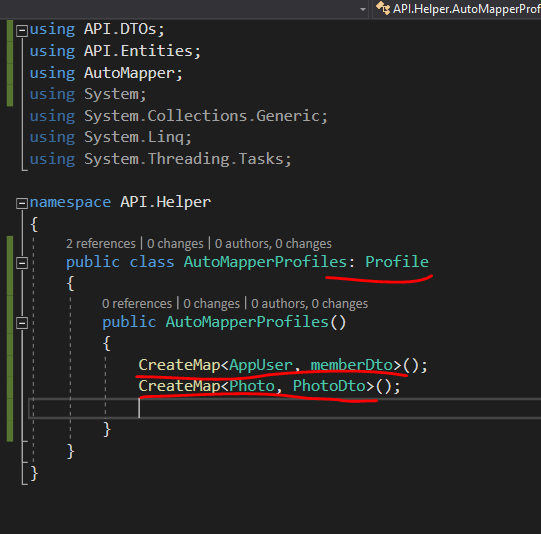 API.Helper.AutoMapperProf
using API.DTOs;
using API.Entities;
using AutoMapper;
using System;
using System.Collections.Generic;
using System.Linq;
using System.Threading.Tasks;
namespace API.Helper
{
2 references | 0 changes | 0 authors, 0 changes
public class AutoMapperProfiles: Profile
{
0 references | 0 changes | 0 authors, 0 changes
public AutoMapperProfiles()
{
CreateMap<AppUser, memberDto>();
CreateMap<Photo, PhotoDto>();
}
}
}